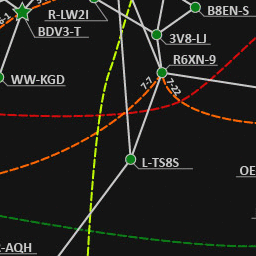 B8EN-S
R-LW2I
BDV3-T
3V8-LJ
R6XN-9
WW-KGD
7-7
7-22
L-TS8S
OE
-AQH